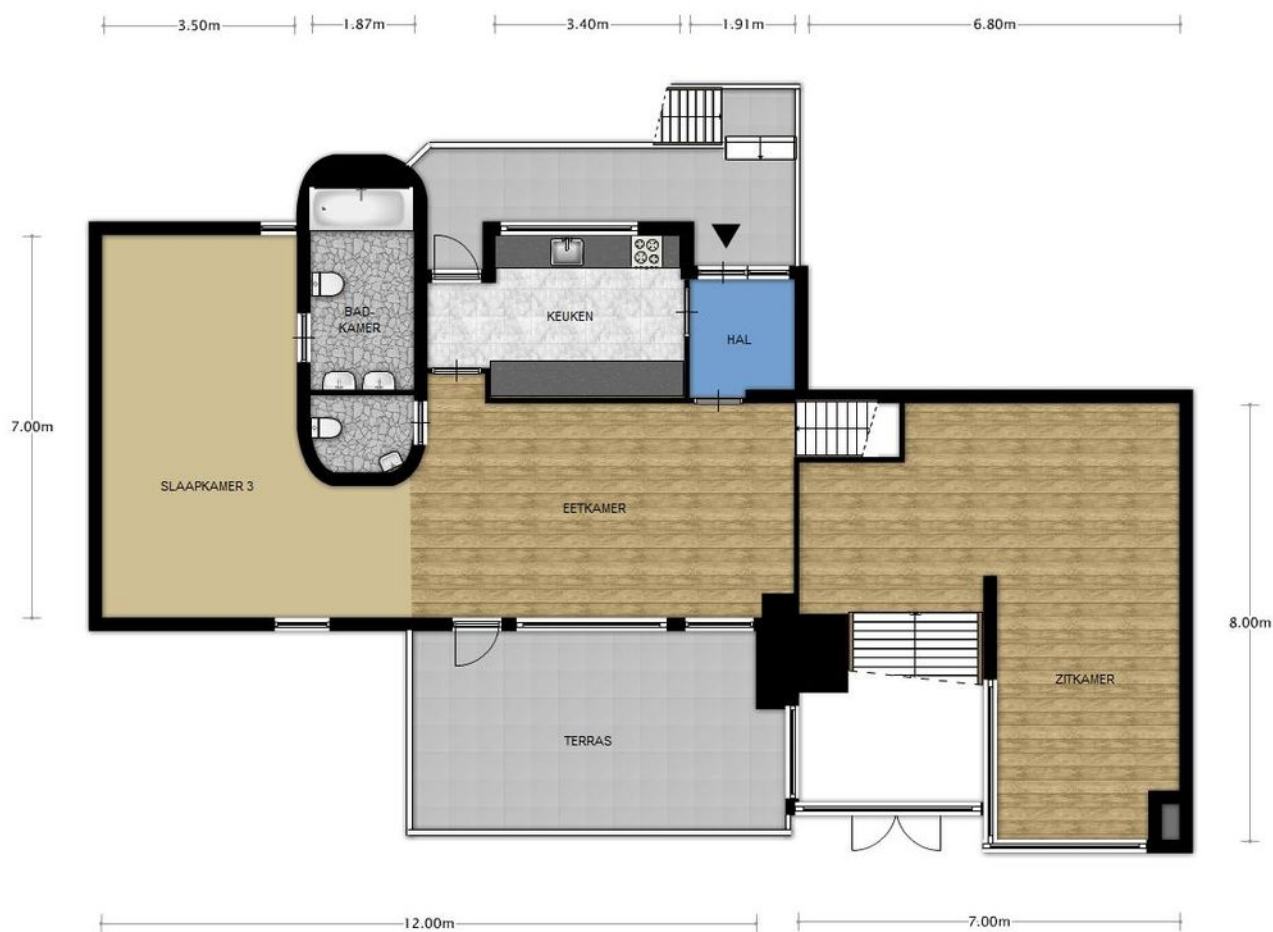 3.50m
1.87m
3.40m
1.91m
6.80m
BAD-
KAMER
KEUKEN
HAL
7.00m
SLAAPKAMER 3
EETKAMER
8.00m
ZITKAMER
TERRAS
12.00m
7.00m